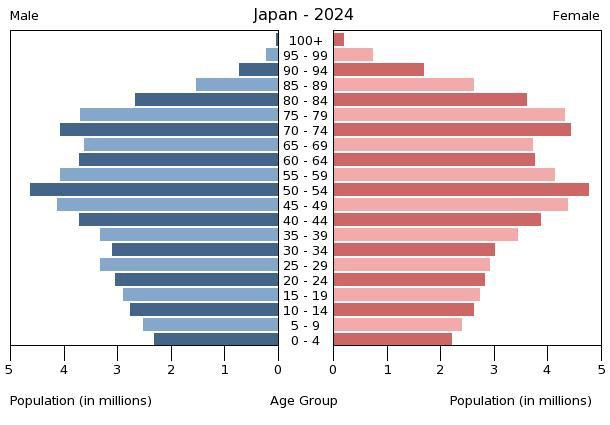 Male Japan - 2024 Female
100+
95 - 99
90 - 94
85 - 89
80 - 84
75 - 79
70 - 74
65 - 69
60 - 64
55 - 59
50 - 54
45 - 49
40 - 44
35 - 39
30 - 34
25 - 29
20 - 24
15 - 19
10 - 14
5 - 9
0 - 4
5 4 3 2 1 0 0 1 2 3 4 5
Population (in millions) Age Group Population (in millions)